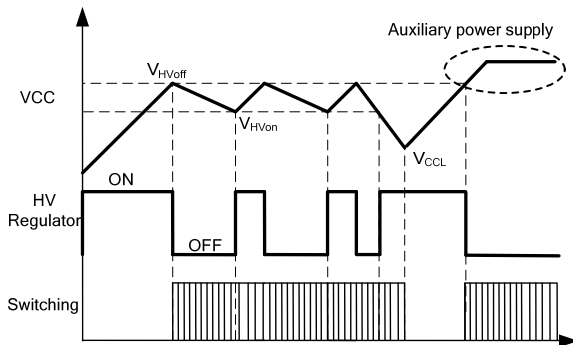 Auxiliary power supply
VHVoff
VCC
VHVon
VCCL
ON
HV
Regulator
OFF
Switching